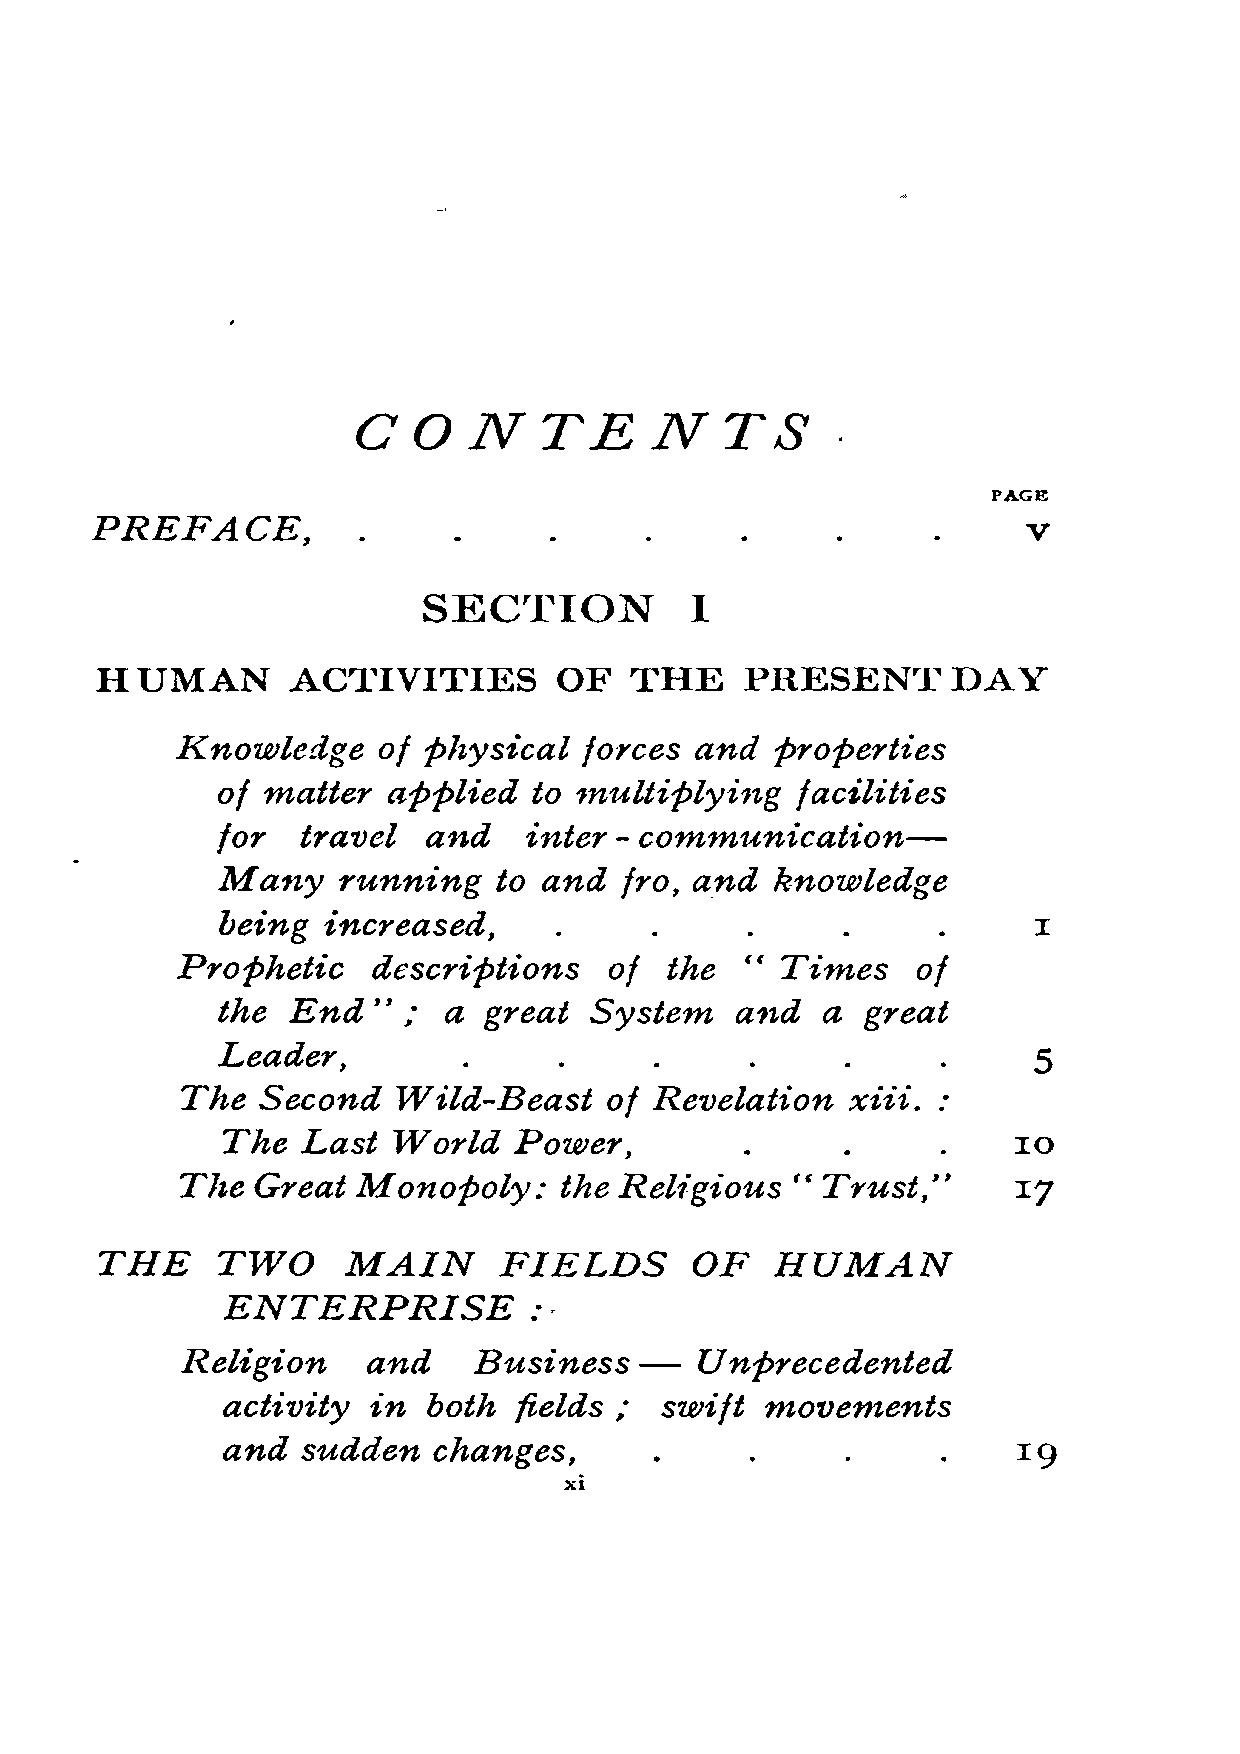 CONTENTS
PAGE
PREFACE, . . . . . . . v
SECTION I
HUMAN ACTIVITIES OF THE PRESENT DAY
Knowledge of physical forces and properties
of matter applied to multiplying facilities
for travel and inter-communication—
Many running to and fro, and knowledge
being increased, . . . . . 1
Prophetic descriptions of the “ Times of
the End ” ; a great System and a great
Leader, . . . . . . 5
The Second Wild-Beast of Revelation xiii. :
The Last World Power, . . . 10
The Great Monopoly: the Religious “ Trust,” 17
THE TWO MAIN FIELDS OF HUMAN
ENTERPRISE :
Religion and Business — Unprecedented
activity in both fields ; swift movements
and sudden changes, . . . . 19
xi